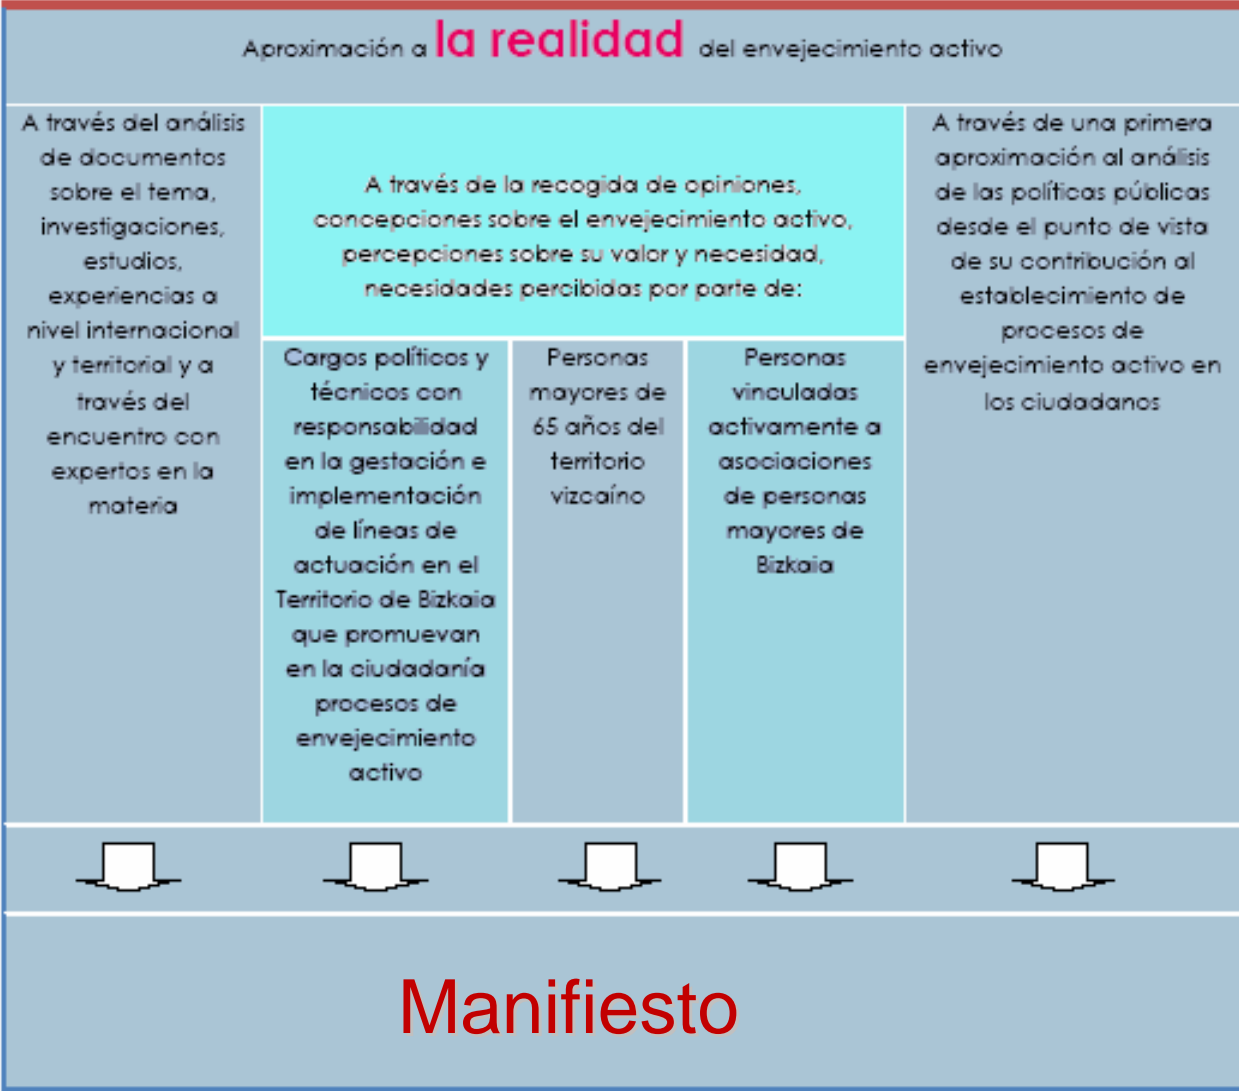 Aproximación a la realidad del envejecimiento activo
A través del análisis
de documentos
sobre el tema,
investigaciones,
estudios,
experiencias a
nivel internacional
y territorial y a
través del
encuentro con
expertos en la
materia
A través de la recogida de opiniones,
concepciones sobre el envejecimiento activo,
percepciones sobre su valor y necesidad,
necesidades percibidas por parte de:
Cargos políticos y
técnicos con
responsabilidad
en la gestación e
implementación
de líneas de
actuación en el
Territorio de Bizkaia
que promuevan
en la ciudadanía
procesos de
envejecimiento
activo
Personas
mayores de
65 años del
territorio
vizcaíno
Personas
vinculadas
activamente a
asociaciones
de personas
mayores de
Bizkaia
A través de una primera
aproximación al análisis
de las políticas públicas
desde el punto de vista
de su contribución al
establecimiento de
procesos de
envejecimiento activo en
los ciudadanos
Manifiesto